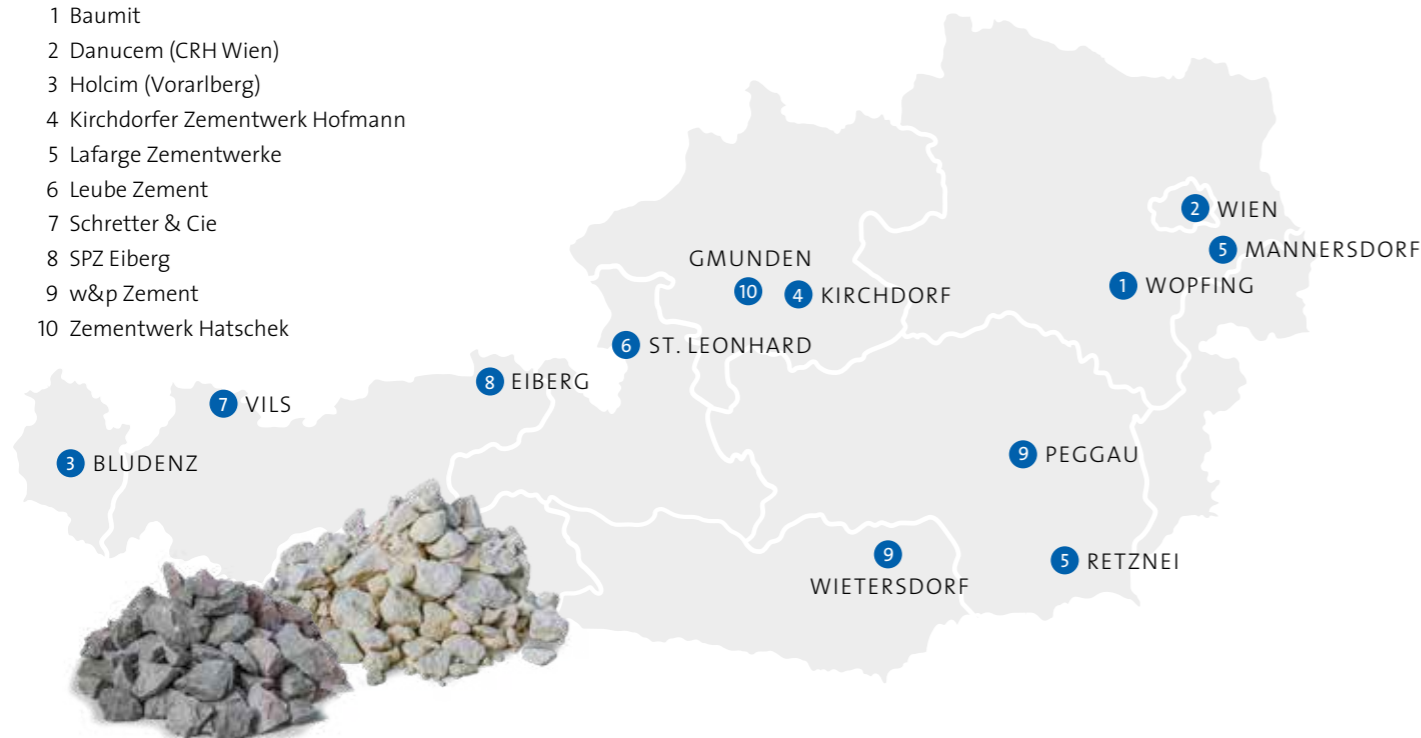 1 Baumit
2 Danucem (CRH Wien)
3 Holcim (Vorarlberg)
4 Kirchdorfer Zementwerk Hofmann
5 Lafarge Zementwerke
6 Leube Zement
7 Schretter & Cie
8 SPZ Eiberg
9 w&p Zement
10 Zementwerk Hatschek
2 WIEN
5 MANNERSDORF
GMUNDEN
10
4 KIRCHDORF
1 WOPFING
6 ST. LEONHARD
8 EIBERG
7 VILS
3 BLUDENZ
9 PEGGAU
9
WIETERSDORF
5 RETZNEI